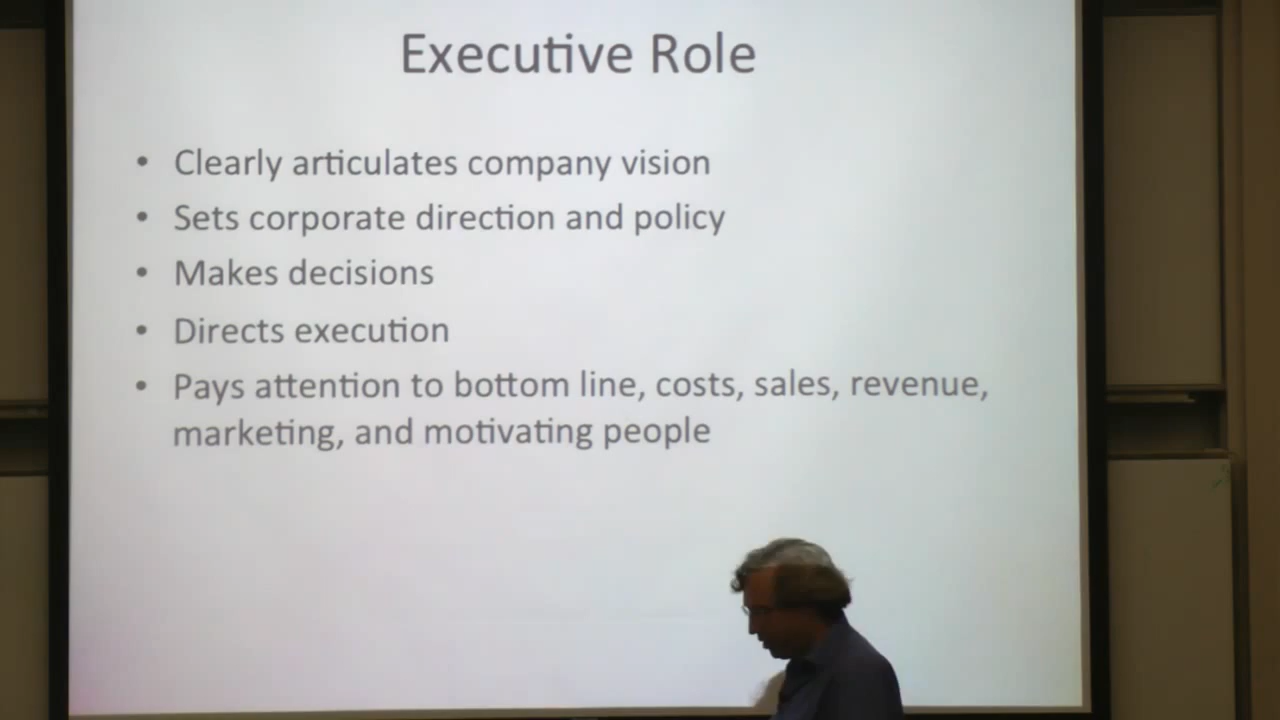 Executive Role
• Clearly articulates company vision
• Sets corporate direction and policy
• Makes decisions
• Directs execution
• Pays attention to bottom line, costs, sales, revenue,
marketing, and motivating people